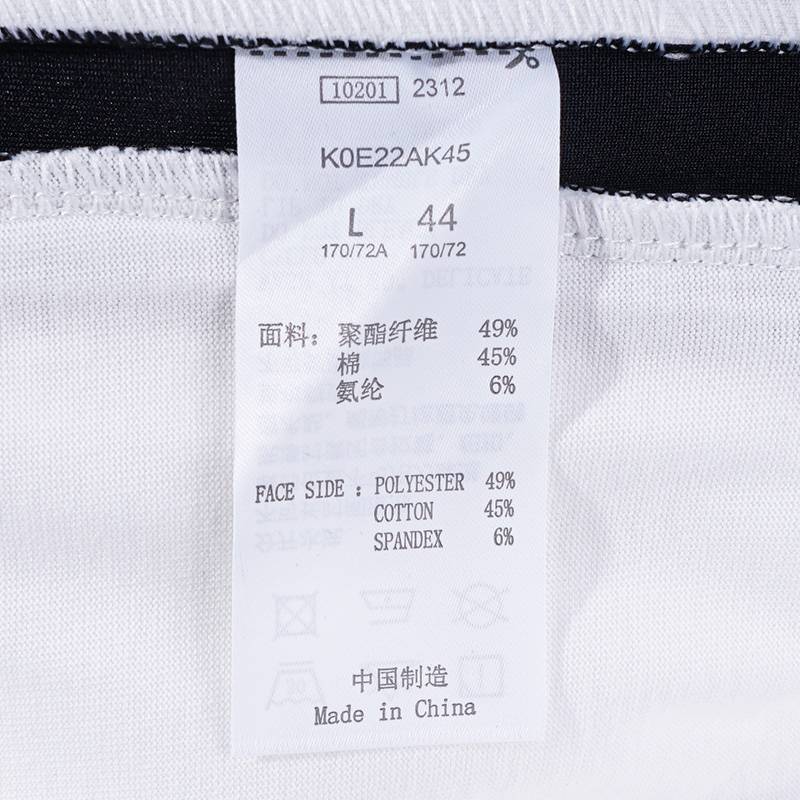 10201 2312
K0E22AK45
L 44
170/72A 170/72
面料：聚酯纤维 49%
棉 45%
氨纶 6%
FACE SIDE : POLYESTER 49%
COTTON 45%
SPANDEX 6%
中国制造
Made in China